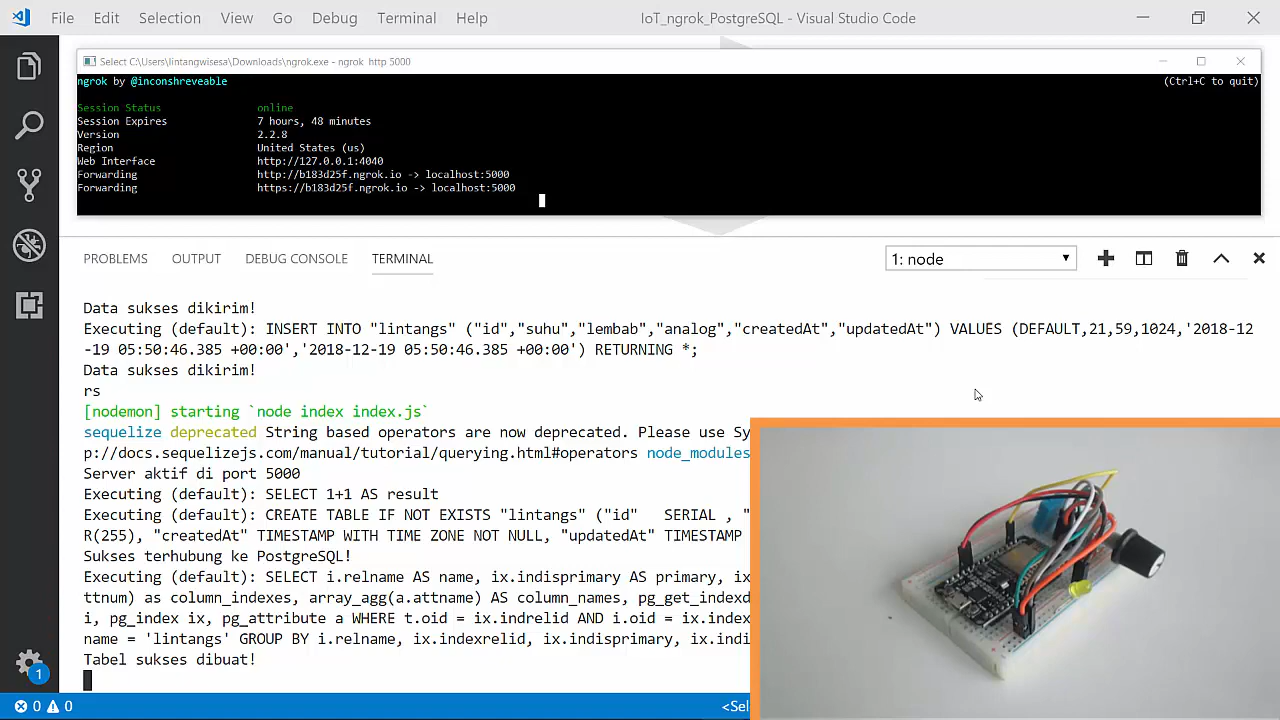 File Edit Selection View Go Debug Terminal Help IoT_ngrok_PostgreSQL - Visual Studio Code
Select C:\Users\lintangwisesa\Downloads\ngrok.exe - ngrok http 5000
ngrok by @inconshreveable (Ctrl+C to quit)
Session Status online
Session Expires 7 hours, 48 minutes
Version 2.2.8
Region United States (us)
Web Interface http://127.0.0.1:4040
Forwarding http://b183d25f.ngrok.io -> localhost:5000
Forwarding https://b183d25f.ngrok.io -> localhost:5000
PROBLEMS OUTPUT DEBUG CONSOLE TERMINAL 1: node
Data sukses dikirim!
Executing (default): INSERT INTO "lintangs" ("id","suhu","lembab","analog","createdAt","updatedAt") VALUES (DEFAULT,21,59,1024,'2018-12
-19 05:50:46.385 +00:00','2018-12-19 05:50:46.385 +00:00') RETURNING *;
Data sukses dikirim!
rs
[nodemon] starting `node index index.js`
sequelize deprecated String based operators are now deprecated. Please use Sy
p://docs.sequelizejs.com/manual/tutorial/querying.html#operators node_modules
Server aktif di port 5000
Executing (default): SELECT 1+1 AS result
Executing (default): CREATE TABLE IF NOT EXISTS "lintangs" ("id" SERIAL , "
R(255), "createdAt" TIMESTAMP WITH TIME ZONE NOT NULL, "updatedAt" TIMESTAMP
Sukses terhubung ke PostgreSQL!
Executing (default): SELECT i.relname AS name, ix.indisprimary AS primary, ix
ttnum) as column_indexes, array_agg(a.attname) AS column_names, pg_get_indexd
i, pg_index ix, pg_attribute a WHERE t.oid = ix.indrelid AND i.oid = ix.index
name = 'lintangs' GROUP BY i.relname, ix.indexrelid, ix.indisprimary, ix.indi
Tabel sukses dibuat!
1
0 0 <Sel